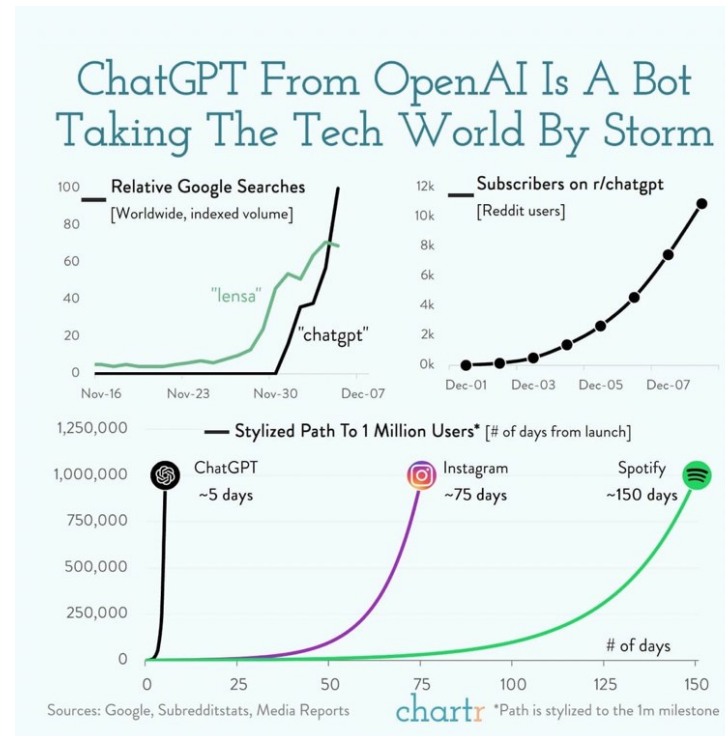 ChatGPT From OpenAI Is A Bot
Taking The Tech World By Storm
Relative Google Searches
[Worldwide, indexed volume]
100
80
60
40
20
0
"lensa"
"chatgpt"
Nov-16 Nov-23 Nov-30 Dec-07
Subscribers on r/chatgpt
[Reddit users]
12k
10k
8k
6k
4k
2k
0k
Dec-01 Dec-03 Dec-05 Dec-07
Stylized Path To 1 Million Users* [# of days from launch]
1,250,000
1,000,000
750,000
500,000
250,000
0
ChatGPT
~5 days
Instagram
~75 days
Spotify
~150 days
# of days
0 25 50 75 100 125 150
Sources: Google, Subredditstats, Media Reports
chartr
*Path is stylized to the 1m milestone